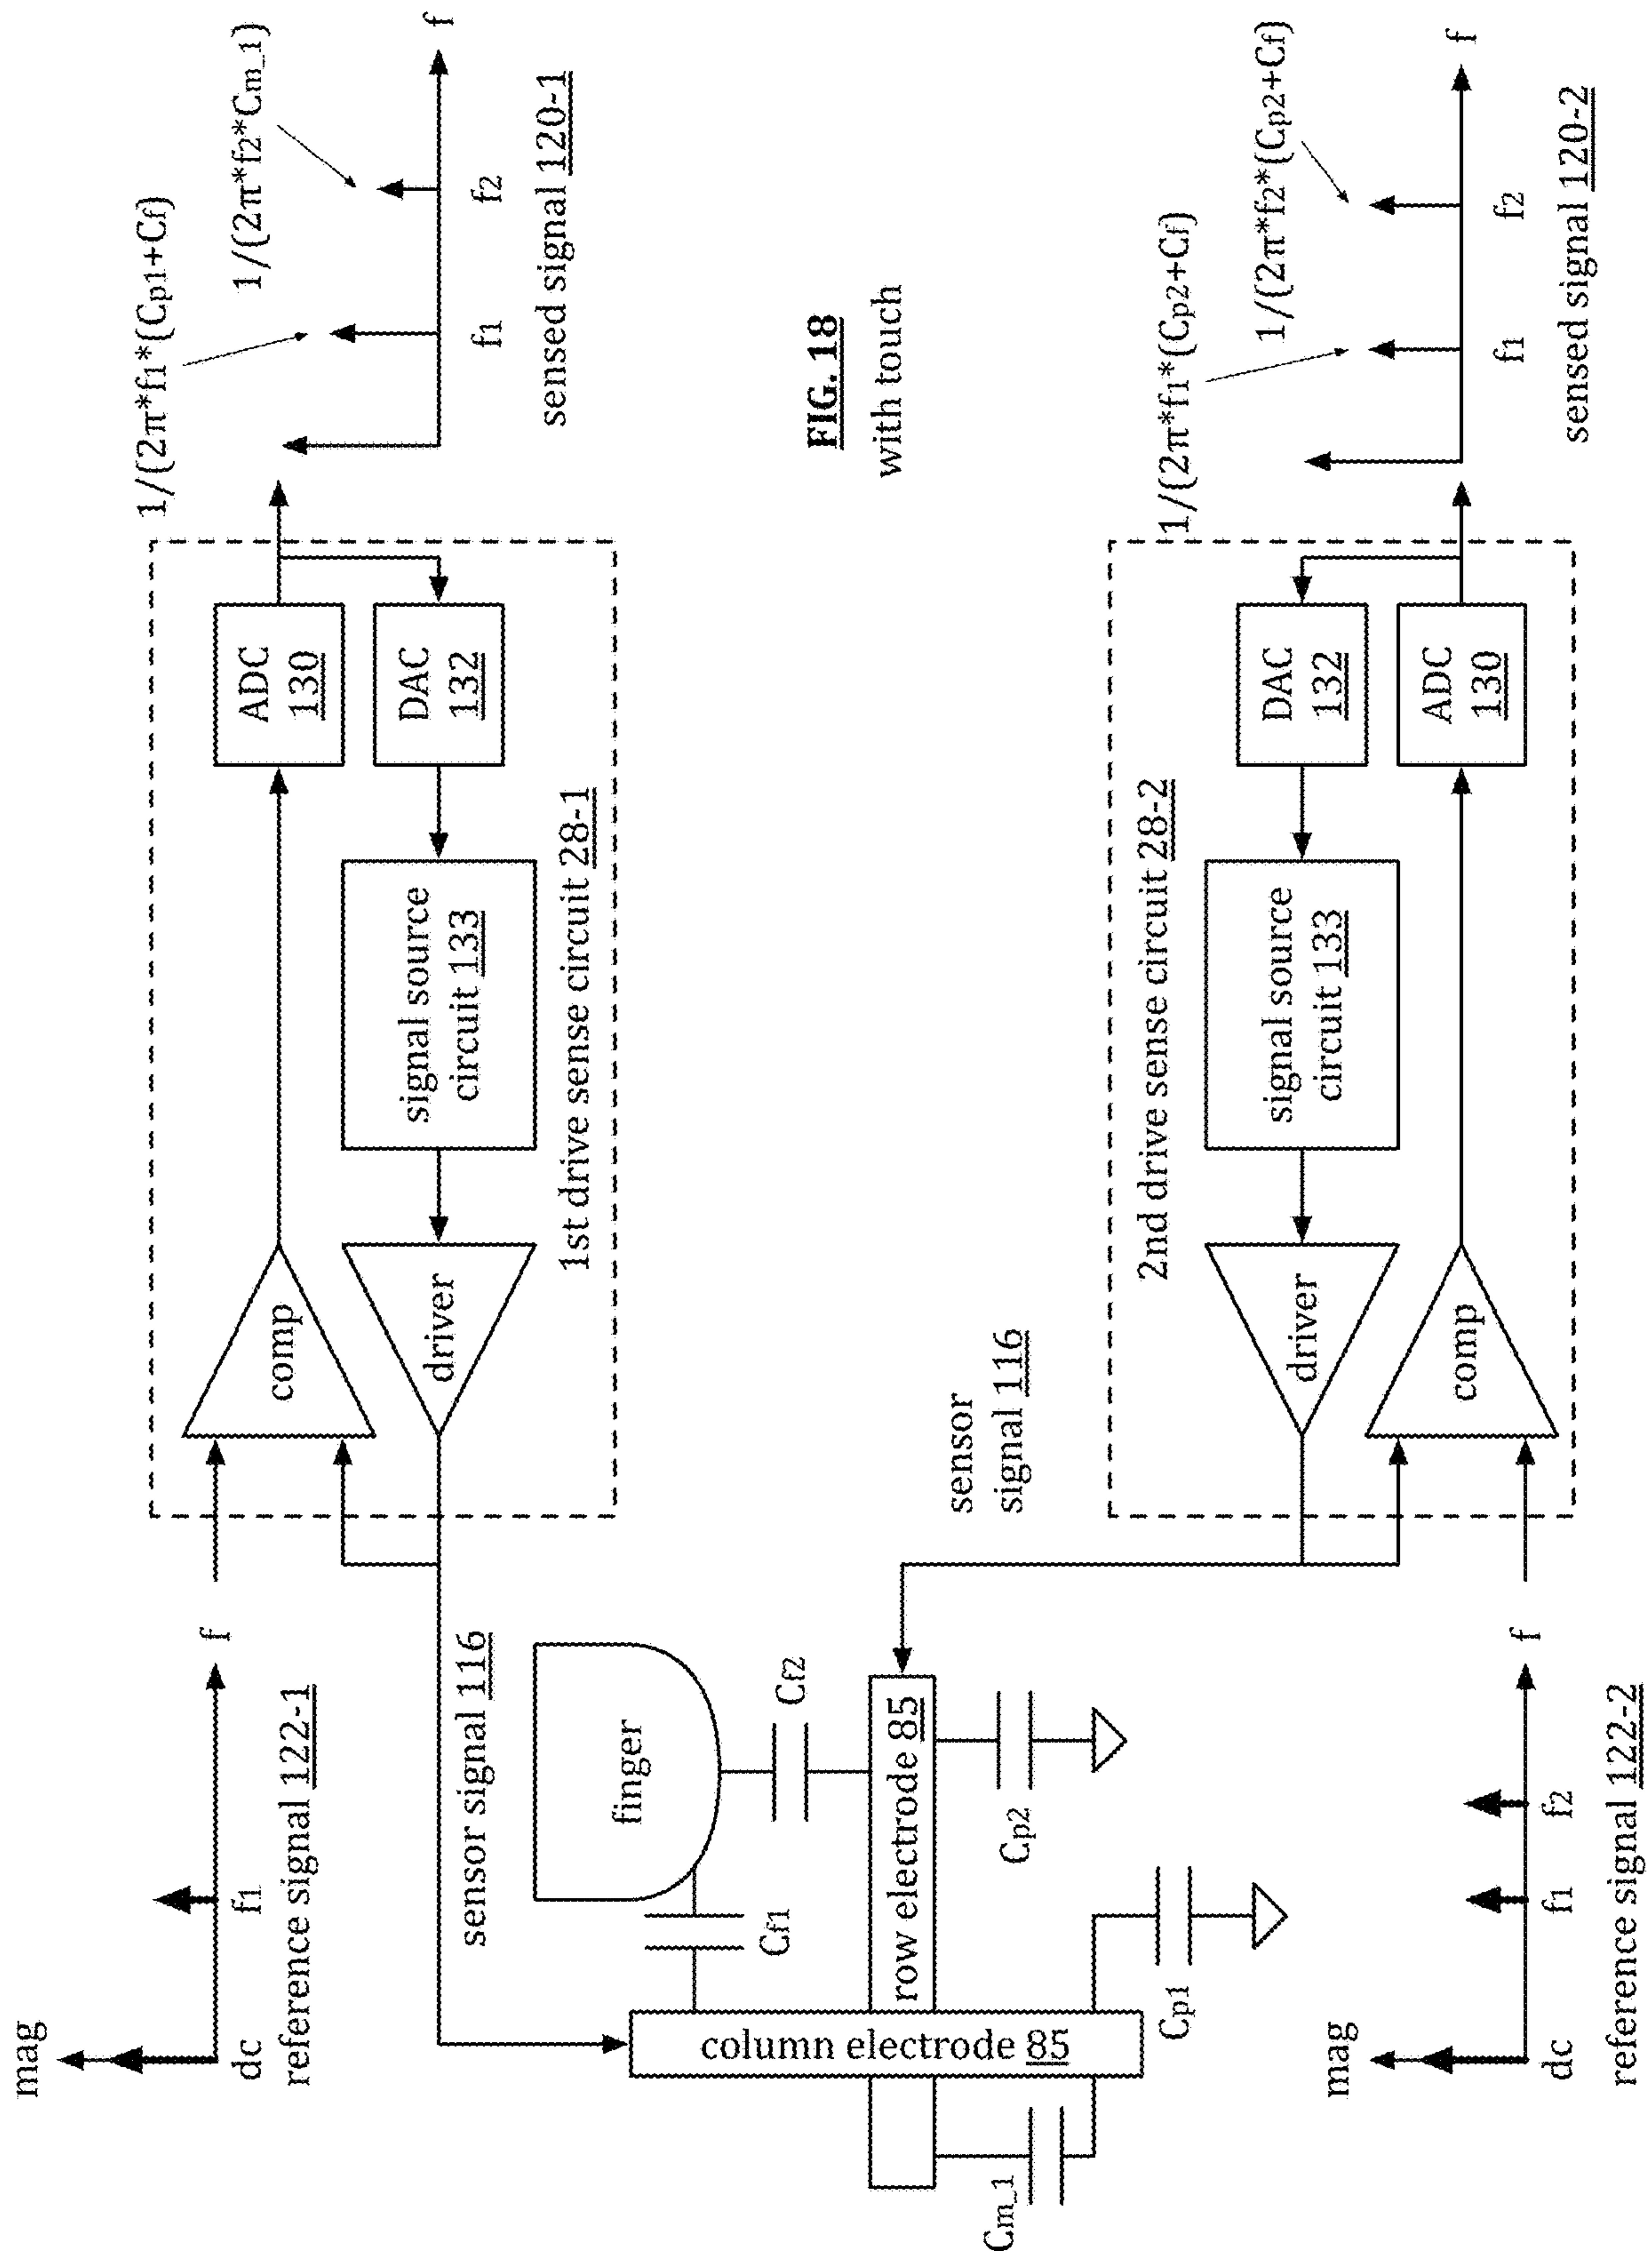 mag
dc
f1
f
reference signal 122-1
sensor signal 116
comp
driver
ADC
130
DAC
132
signal source
circuit 133
1st drive sense circuit 28-1
1/(2π*f1*(Cp1+Cf)
1/(2π*f2*Cm_1)
f1
f2
f
sensed signal 120-1
finger
Cf1
Cf2
row electrode 85
column electrode 85
Cm_1
Cp1
Cp2
FIG. 18
with touch
sensor
signal 116
2nd drive sense circuit 28-2
driver
signal source
circuit 133
DAC
132
comp
ADC
130
1/(2π*f1*(Cp2+Cf)
1/(2π*f2*(Cp2+Cf)
f1
f2
f
sensed signal 120-2
mag
dc
f1
f2
f
reference signal 122-2